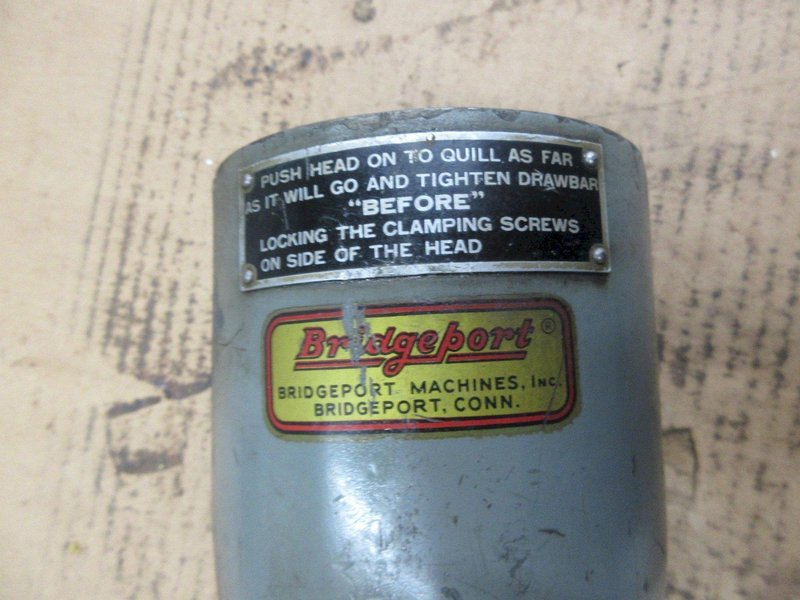 PUSH HEAD ON TO QUILL AS FAR
AS IT WILL GO AND TIGHTEN DRAWBAR
"BEFORE"
LOCKING THE CLAMPING SCREWS
ON SIDE OF THE HEAD
Bridgeport ®
BRIDGEPORT MACHINES, INC.
BRIDGEPORT, CONN.